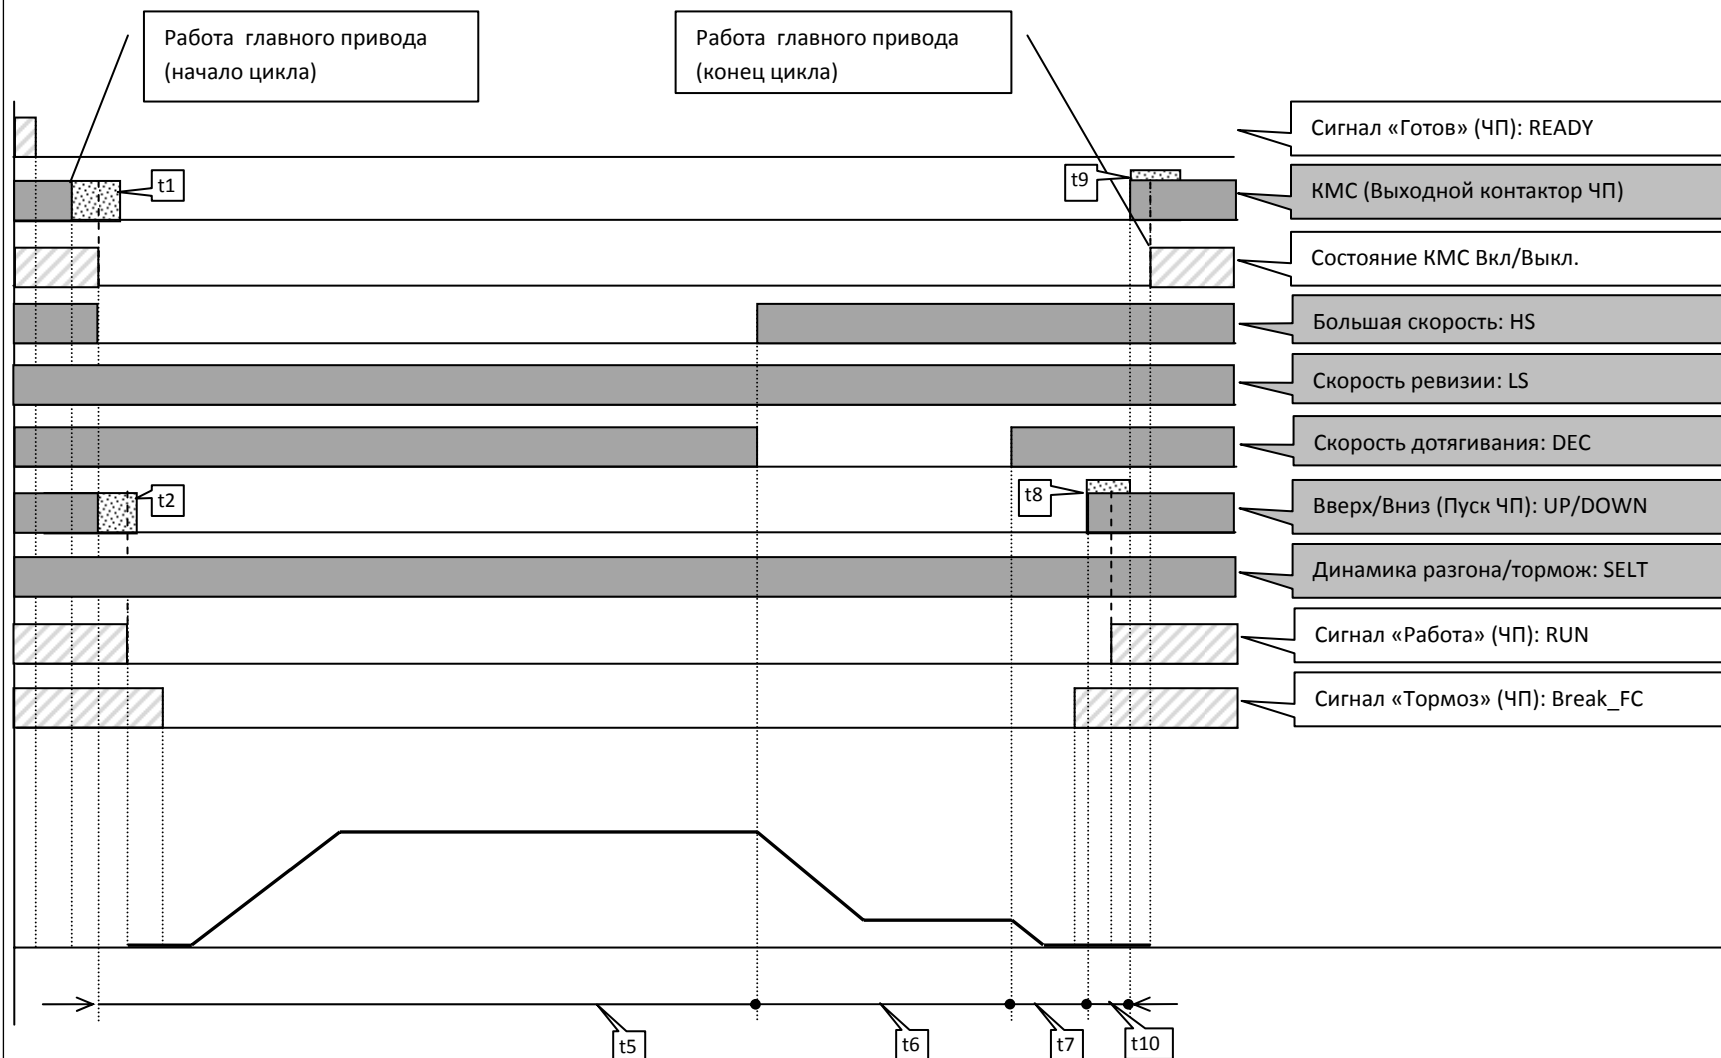 Работа главного привода
(начало цикла)
Работа главного привода
(конец цикла)
Сигнал «Готов» (ЧП): READY
t1
t9
КМС (Выходной контактор ЧП)
Состояние КМС Вкл/Выкл.
Большая скорость: HS
Скорость ревизии: LS
Скорость дотягивания: DEC
t2
t8
Вверх/Вниз (Пуск ЧП): UP/DOWN
Динамика разгона/тормож: SELT
Сигнал «Работа» (ЧП): RUN
Сигнал «Тормоз» (ЧП): Break_FC
t5
t6
t7
t10